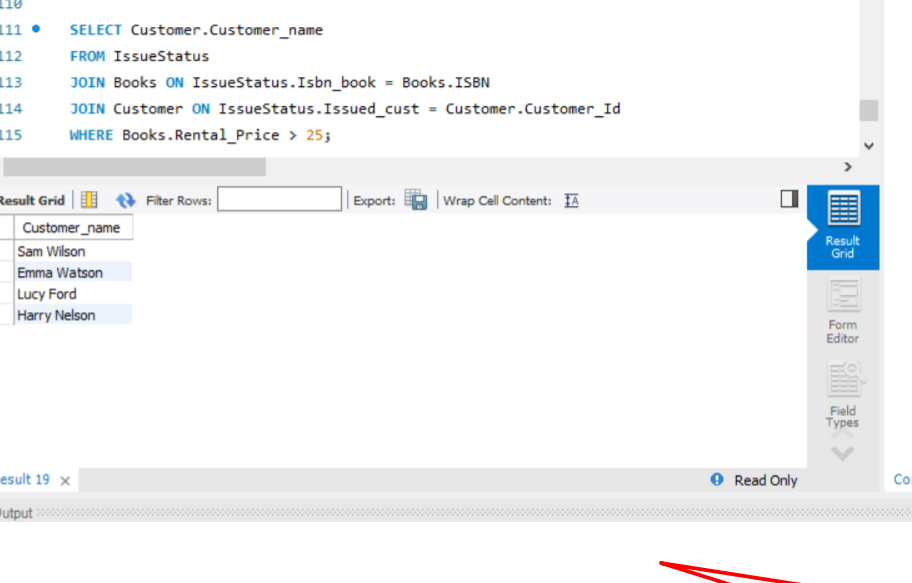 110
111 SELECT Customer.Customer_name
112 FROM IssueStatus
113 JOIN Books ON IssueStatus.Isbn_book = Books.ISBN
114 JOIN Customer ON IssueStatus.Issued_cust = Customer.Customer_Id
115 WHERE Books.Rental_Price > 25;
Result Grid Filter Rows: Export: Wrap Cell Content: IA
Customer_name
Sam Wilson
Emma Watson
Lucy Ford
Harry Nelson
Result
Grid
Form
Editor
Field
Types
esult 19 × Read Only
Output